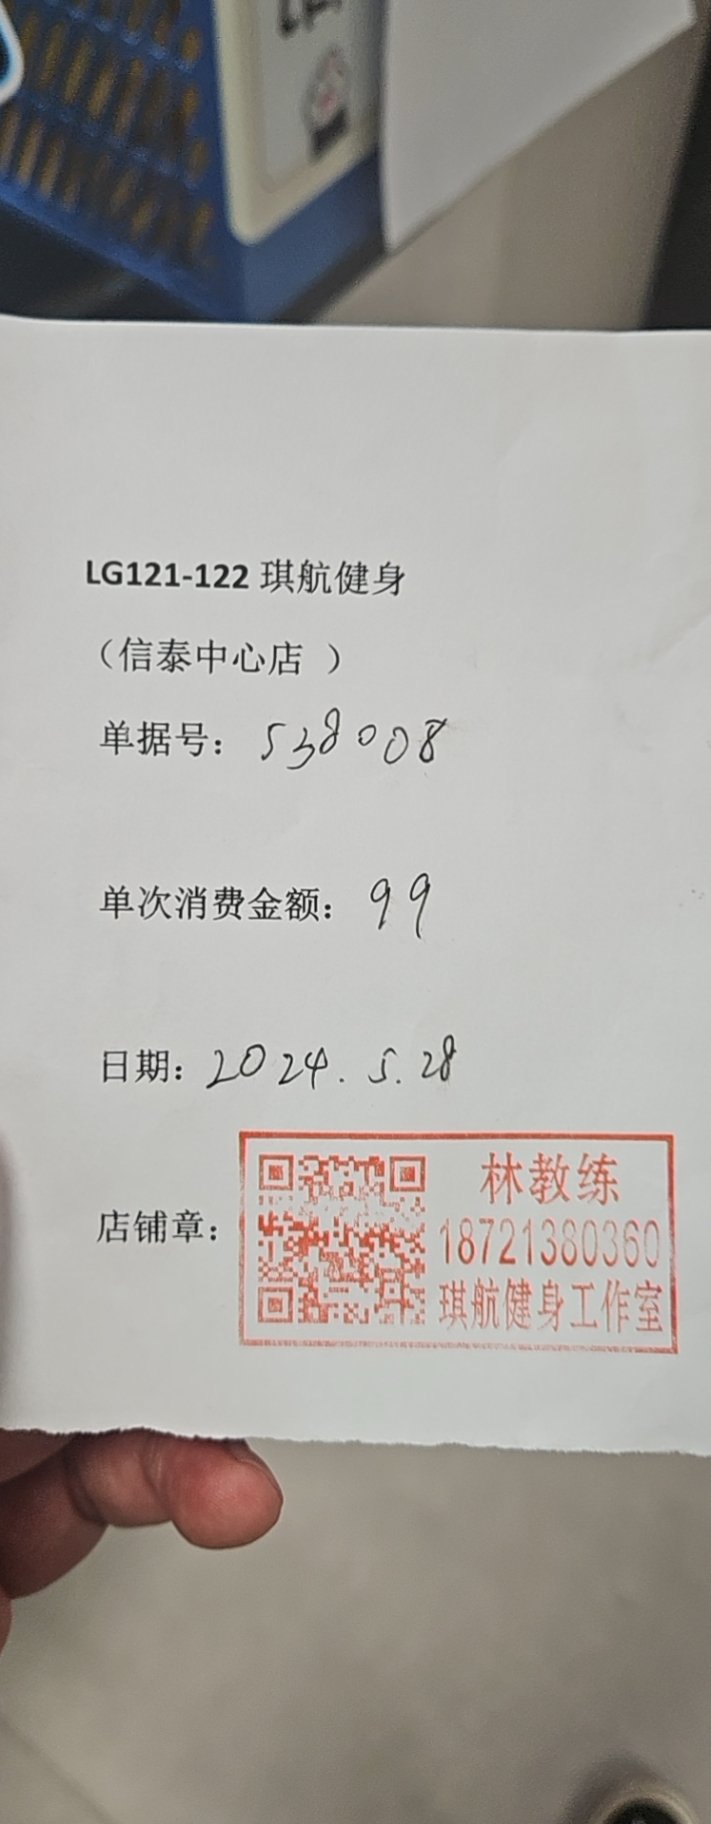 LG121-122 琪航健身
（信泰中心店 ）
单据号：538008
单次消费金额：99
日期：2024.5.28
店铺章：
林教练
18721380360
琪航健身工作室